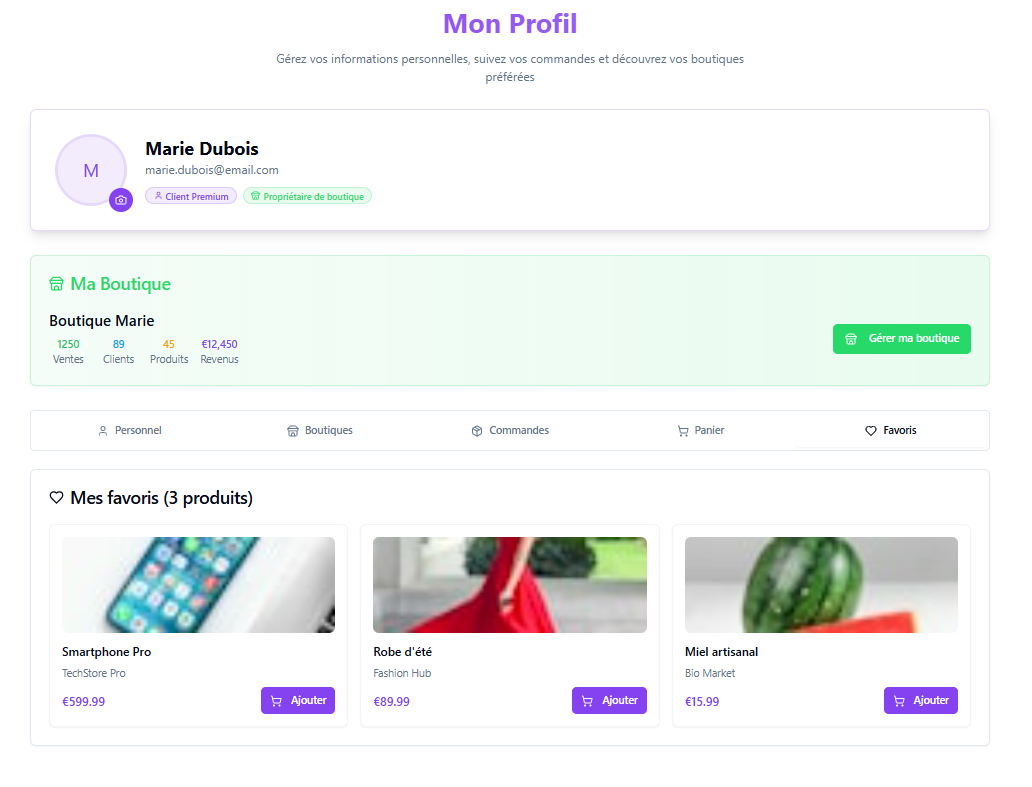 Mon Profil
Gérez vos informations personnelles, suivez vos commandes et découvrez vos boutiques
préférées
M
Marie Dubois
marie.dubois@email.com
Client Premium Propriétaire de boutique
Ma Boutique
Boutique Marie
1250 89 45 €12,450
Ventes Clients Produits Revenus
Gérer ma boutique
Personnel Boutiques Commandes Panier Favoris
Mes favoris (3 produits)
Smartphone Pro
TechStore Pro
€599.99 Ajouter
Robe d'été
Fashion Hub
€89.99 Ajouter
Miel artisanal
Bio Market
€15.99 Ajouter